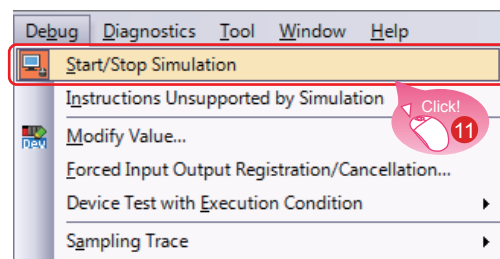 Debug Diagnostics Tool Window Help
Start/Stop Simulation
Instructions Unsupported by Simulation
Click!
11
Dev
Modify Value...
Forced Input Output Registration/Cancellation...
Device Test with Execution Condition
Sampling Trace